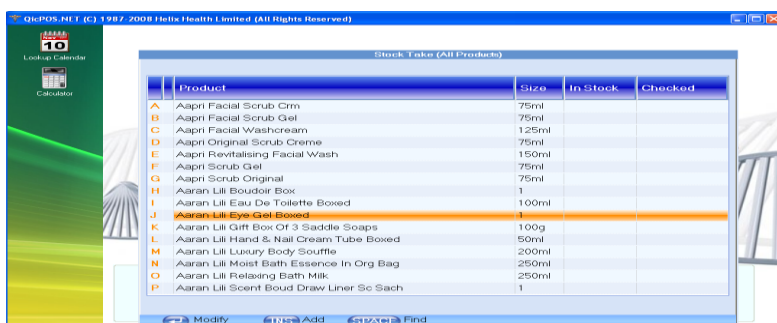 QicPOS.NET (C) 1987-2008 Helix Health Limited (All Rights Reserved)
Nov
10
Lookup Calendar
Calculator
Stock Take (All Products)
Product Size In Stock Checked
A Aapri Facial Scrub Crm 75ml
B Aapri Facial Scrub Gel 75ml
C Aapri Facial Washcream 125ml
D Aapri Original Scrub Creme 75ml
E Aapri Revitalising Facial Wash 150ml
F Aapri Scrub Gel 75ml
G Aapri Scrub Original 75ml
H Aaran Lili Boudoir Box 1
I Aaran Lili Eau De Toilette Boxed 100ml
J Aaran Lili Eye Gel Boxed 1
K Aaran Lili Gift Box Of 3 Saddle Soaps 100g
L Aaran Lili Hand & Nail Cream Tube Boxed 50ml
M Aaran Lili Luxury Body Souffle 200ml
N Aaran Lili Moist Bath Essence In Org Bag 250ml
O Aaran Lili Relaxing Bath Milk 250ml
P Aaran Lili Scent Boud Draw Liner Sc Sach 1
Modify INS Add SPACE Find